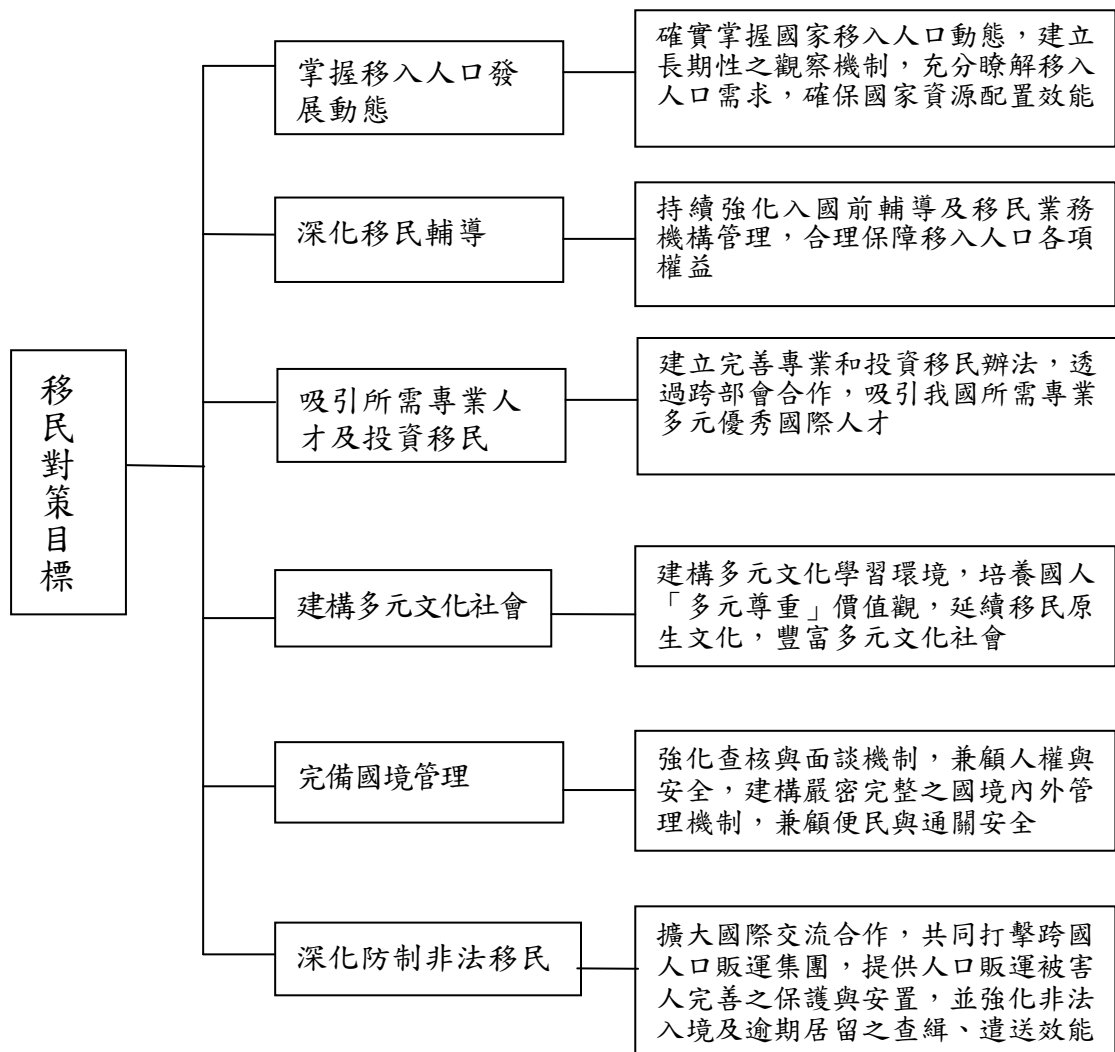 移民對策目標
掌握移入人口發
展動態
確實掌握國家移入人口動態，建立
長期性之觀察機制，充分瞭解移入
人口需求，確保國家資源配置效能
深化移民輔導
持續強化入國前輔導及移民業務
機構管理，合理保障移入人口各項
權益
吸引所需專業人
才及投資移民
建立完善專業和投資移民辦法，透
過跨部會合作，吸引我國所需專業
多元優秀國際人才
建構多元文化社會
建構多元文化學習環境，培養國人
「多元尊重」價值觀，延續移民原
生文化，豐富多元文化社會
完備國境管理
強化查核與面談機制，兼顧人權與
安全，建構嚴密完整之國境內外管
理機制，兼顧便民與通關安全
深化防制非法移民
擴大國際交流合作，共同打擊跨國
人口販運集團，提供人口販運被害
人完善之保護與安置，並強化非法
入境及逾期居留之查緝、遣送效能